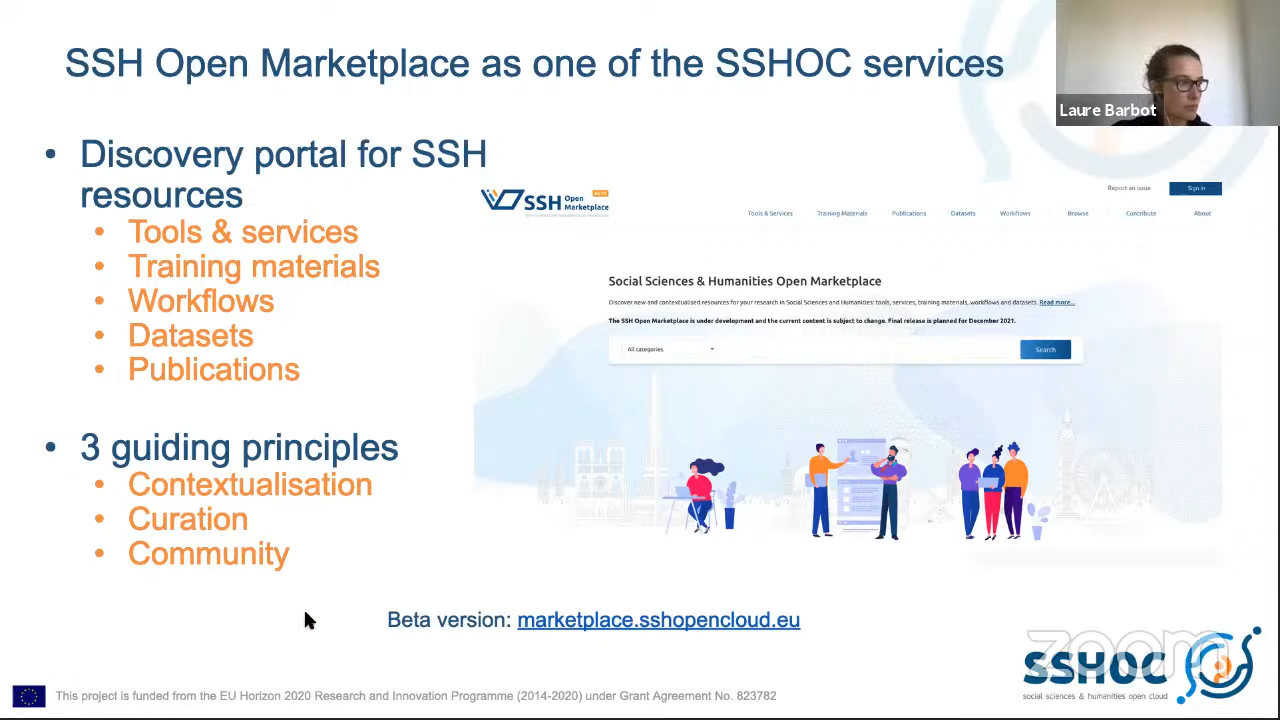 SSH Open Marketplace as one of the SSHOC services
Laure Barbot
• Discovery portal for SSH
resources
• Tools & services
• Training materials
• Workflows
• Datasets
• Publications
• 3 guiding principles
• Contextualisation
• Curation
• Community
SSH Open Marketplace BETA
Report an issue Sign in
Tools & Services Training Materials Publications Datasets Workflows Browse Contribute About
Social Sciences & Humanities Open Marketplace
Discover new and contextualised resources for your research in Social Sciences and Humanities: tools, services, training materials, workflows and datasets. Read more...
The SSH Open Marketplace is under development and the current content is subject to change. Final release is planned for December 2021.
All categories Search
Beta version: marketplace.sshopencloud.eu
zoom
SSHOC
social sciences & humanities open cloud
This project is funded from the EU Horizon 2020 Research and Innovation Programme (2014-2020) under Grant Agreement No. 823782